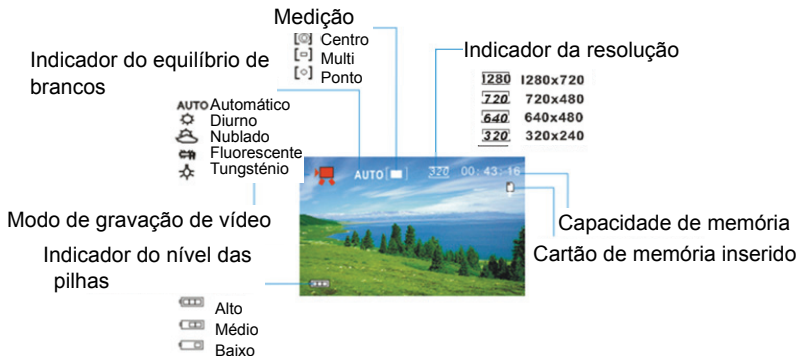 Medição
Centro
Multi
Ponto
Indicador do equilíbrio de
brancos
AUTO Automático
Diurno
Nublado
Fluorescente
Tungsténio
Indicador da resolução
1280 1280x720
720 720x480
640 640x480
320 320x240
AUTO 320 00:43:16
Modo de gravação de vídeo
Capacidade de memória
Cartão de memória inserido
Indicador do nível das
pilhas
Alto
Médio
Baixo